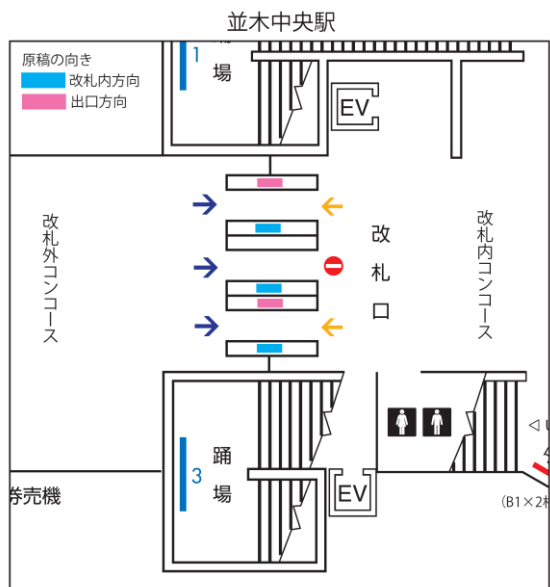 並木中央駅
原稿の向き
改札内方向
出口方向
1
場
EV
改札外コンコース
改札口
改札内コンコース
3
踊場
EV
券売機
(B1×2